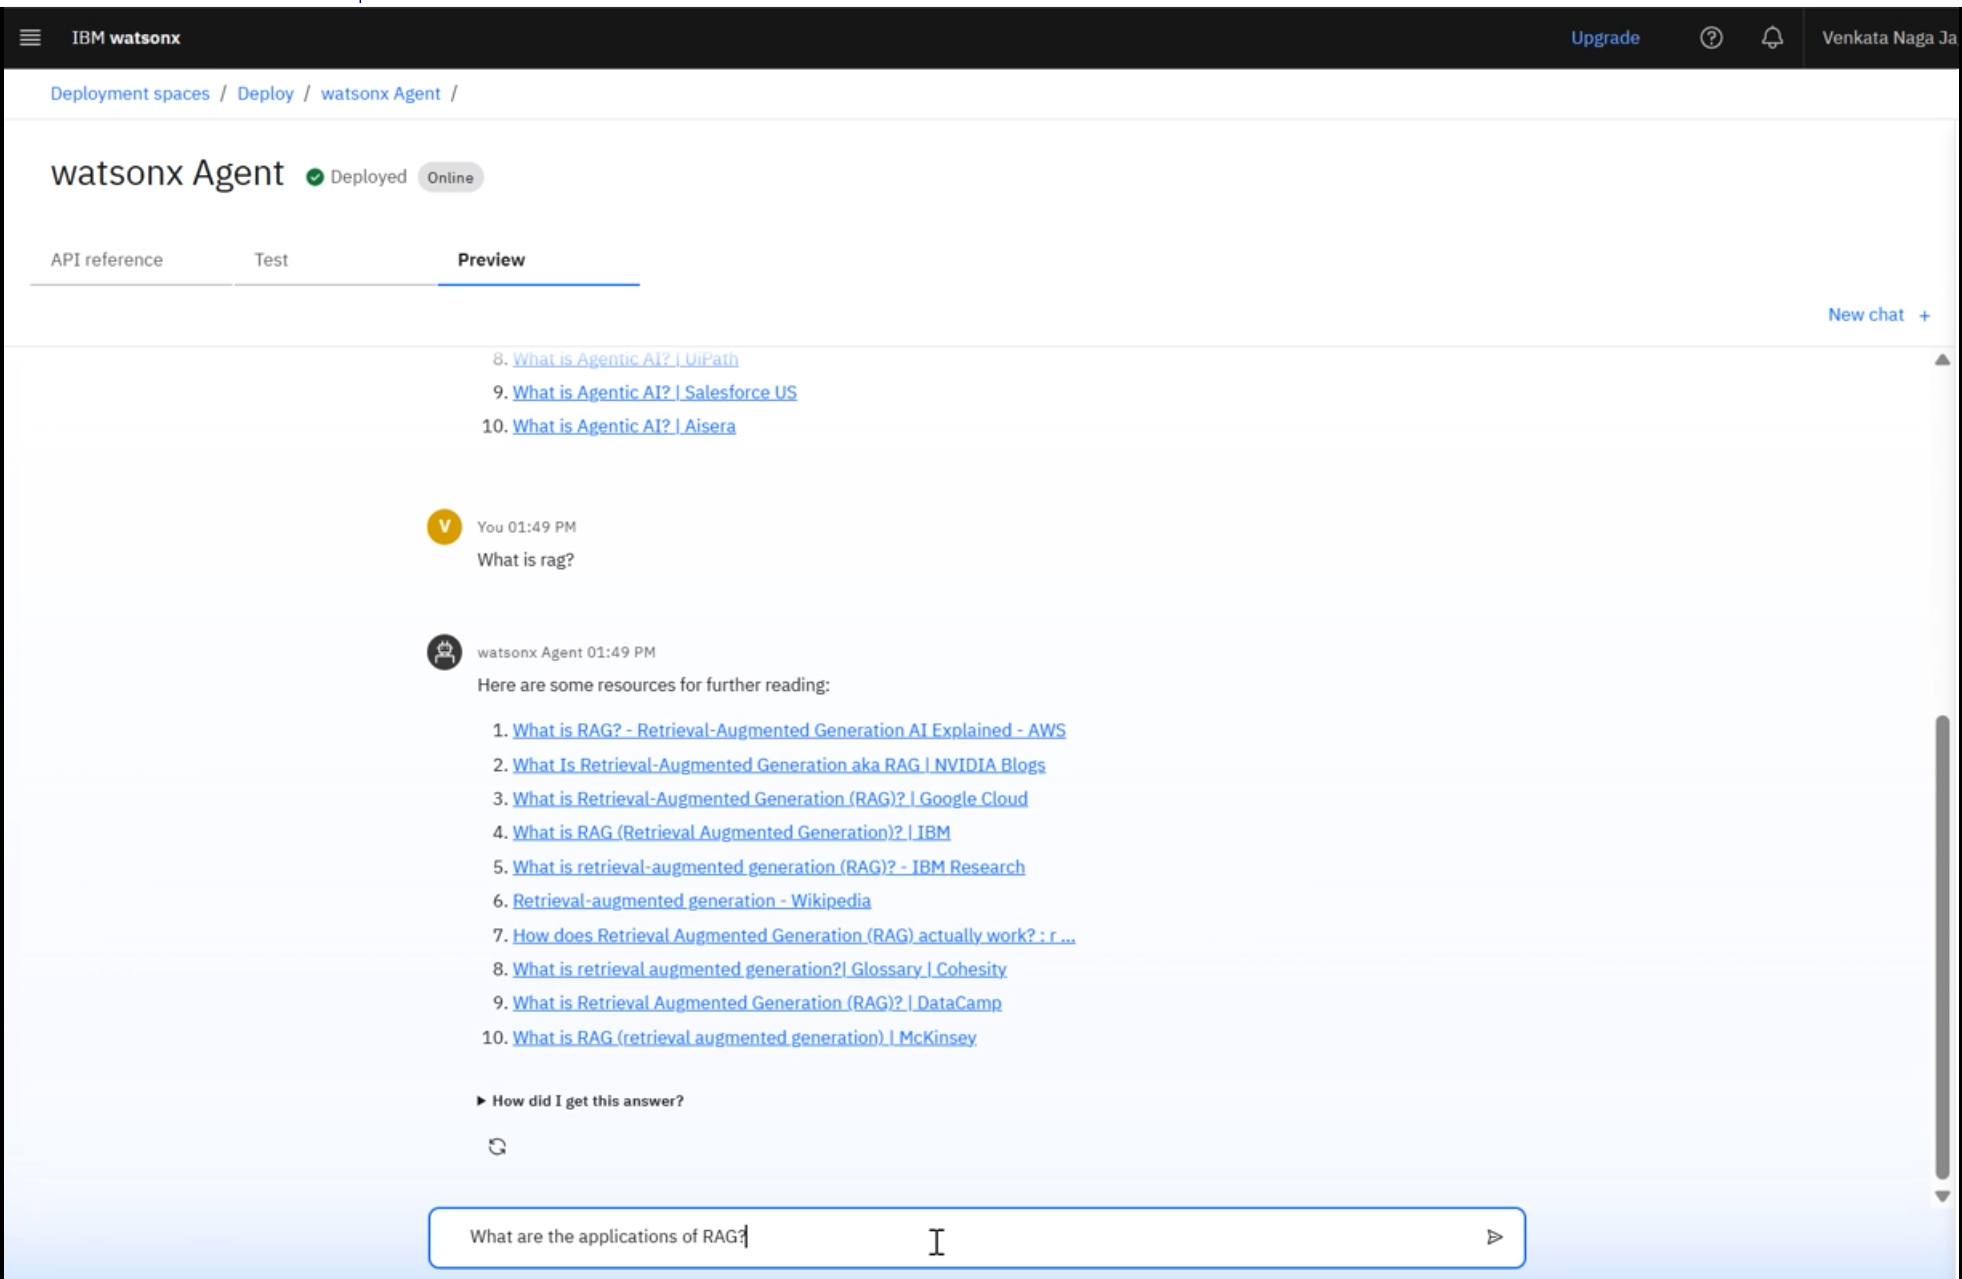 IBM watsonx
Upgrade
Venkata Naga Ja
Deployment spaces / Deploy / watsonx Agent /
watsonx Agent
Deployed
Online
API reference
Test
Preview
New chat +
8. What is Agentic AI? | UiPath
9. What is Agentic AI? | Salesforce US
10. What is Agentic AI? | Aisera
V
You 01:49 PM
What is rag?
watsonx Agent 01:49 PM
Here are some resources for further reading:
1. What is RAG? - Retrieval-Augmented Generation AI Explained - AWS
2. What Is Retrieval-Augmented Generation aka RAG | NVIDIA Blogs
3. What is Retrieval-Augmented Generation (RAG)? | Google Cloud
4. What is RAG (Retrieval Augmented Generation)? | IBM
5. What is retrieval-augmented generation (RAG)? - IBM Research
6. Retrieval-augmented generation - Wikipedia
7. How does Retrieval Augmented Generation (RAG) actually work? : r ...
8. What is retrieval augmented generation?| Glossary | Cohesity
9. What is Retrieval Augmented Generation (RAG)? | DataCamp
10. What is RAG (retrieval augmented generation) | McKinsey
How did I get this answer?
What are the applications of RAG?